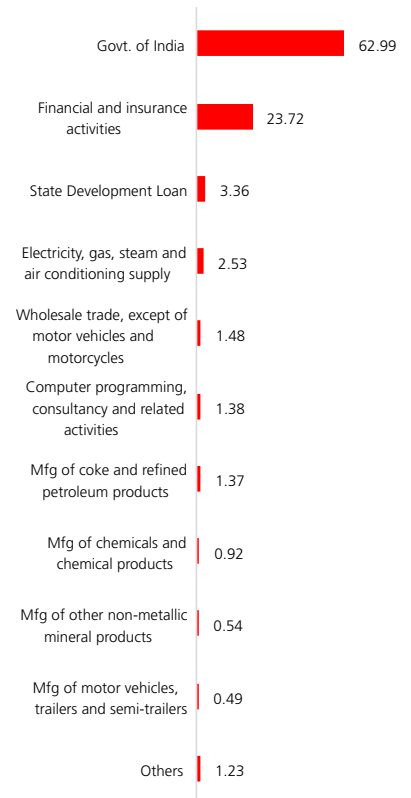 Govt. of India
62.99
Financial and insurance
activities
23.72
State Development Loan
3.36
Electricity, gas, steam and
air conditioning supply
2.53
Wholesale trade, except of
motor vehicles and
motorcycles
1.48
Computer programming,
consultancy and related
activities
1.38
Mfg of coke and refined
petroleum products
1.37
Mfg of chemicals and
chemical products
0.92
Mfg of other non-metallic
mineral products
0.54
Mfg of motor vehicles,
trailers and semi-trailers
0.49
Others
1.23